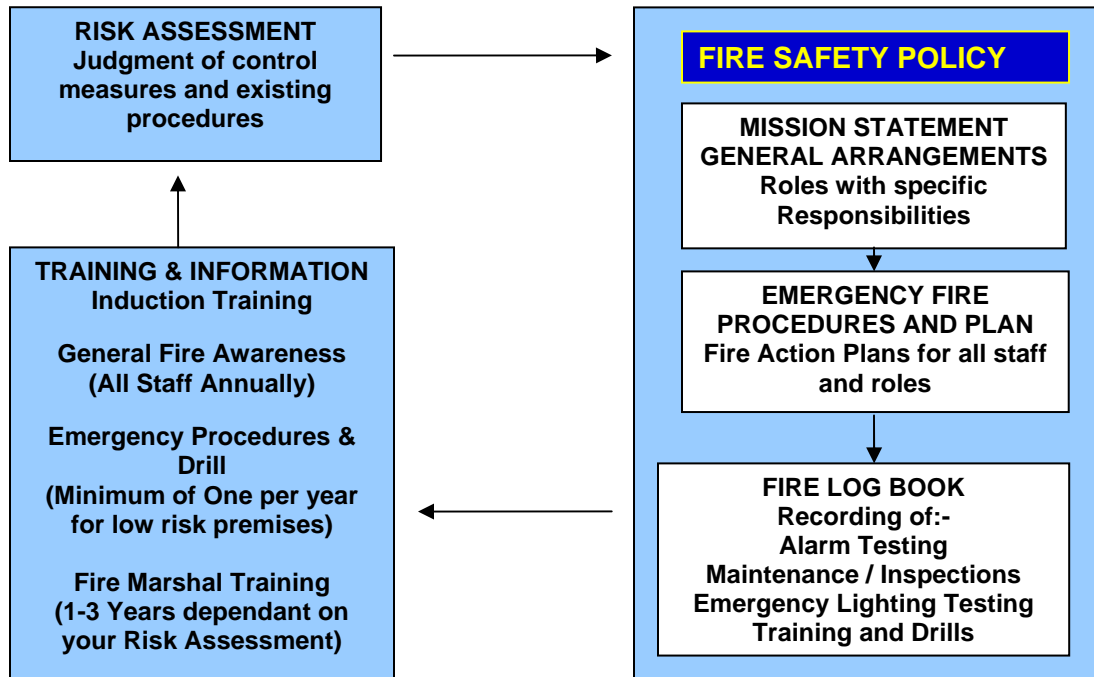 RISK ASSESSMENT
Judgment of control
measures and existing
procedures
FIRE SAFETY POLICY
MISSION STATEMENT
GENERAL ARRANGEMENTS
Roles with specific
Responsibilities
EMERGENCY FIRE
PROCEDURES AND PLAN
Fire Action Plans for all staff
and roles
FIRE LOG BOOK
Recording of:-
Alarm Testing
Maintenance / Inspections
Emergency Lighting Testing
Training and Drills
TRAINING & INFORMATION
Induction Training
General Fire Awareness
(All Staff Annually)
Emergency Procedures &
Drill
(Minimum of One per year
for low risk premises)
Fire Marshal Training
(1-3 Years dependant on
your Risk Assessment)